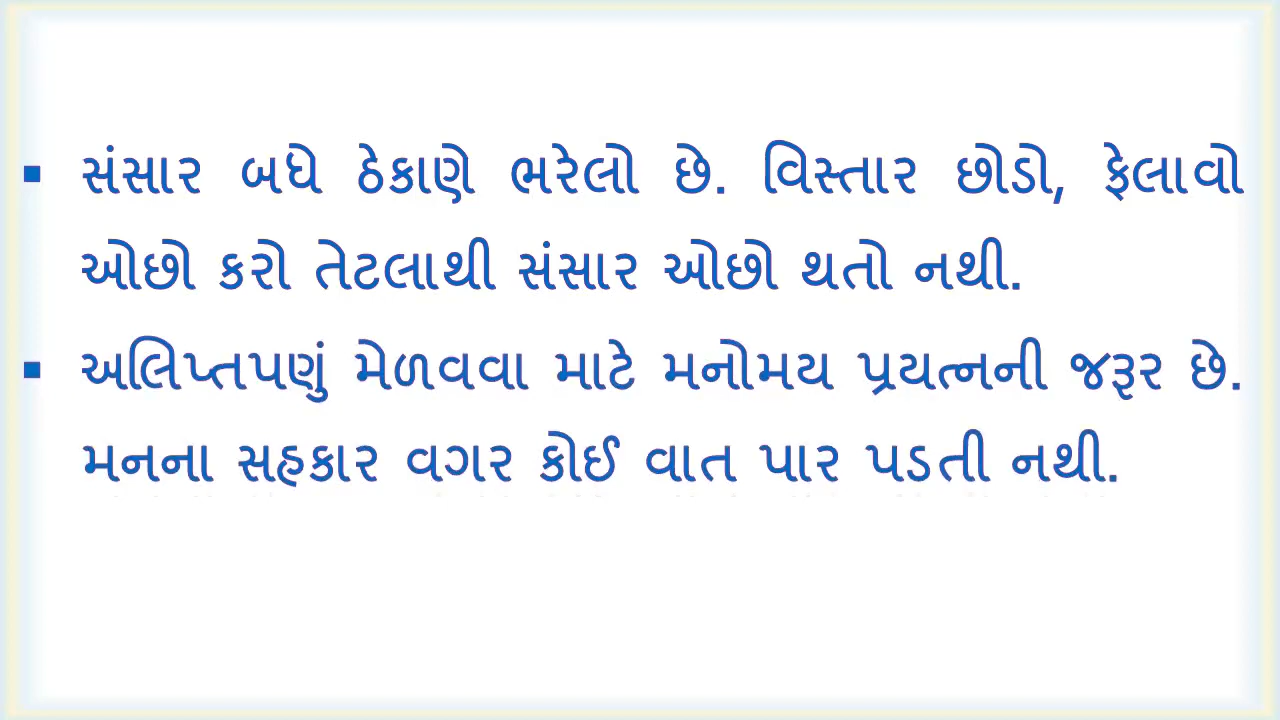 ▪ સંસાર બધે ઠેકાણે ભરેલો છે. વિસ્તાર છોડો, ફેલાવો
ઓછો કરો તેટલાથી સંસાર ઓછો થતો નથી.
▪ અલિપ્તપણું મેળવવા માટે મનોમય પ્રયત્નની જરૂર છે.
મનના સહકાર વગર કોઈ વાત પાર પડતી નથી.